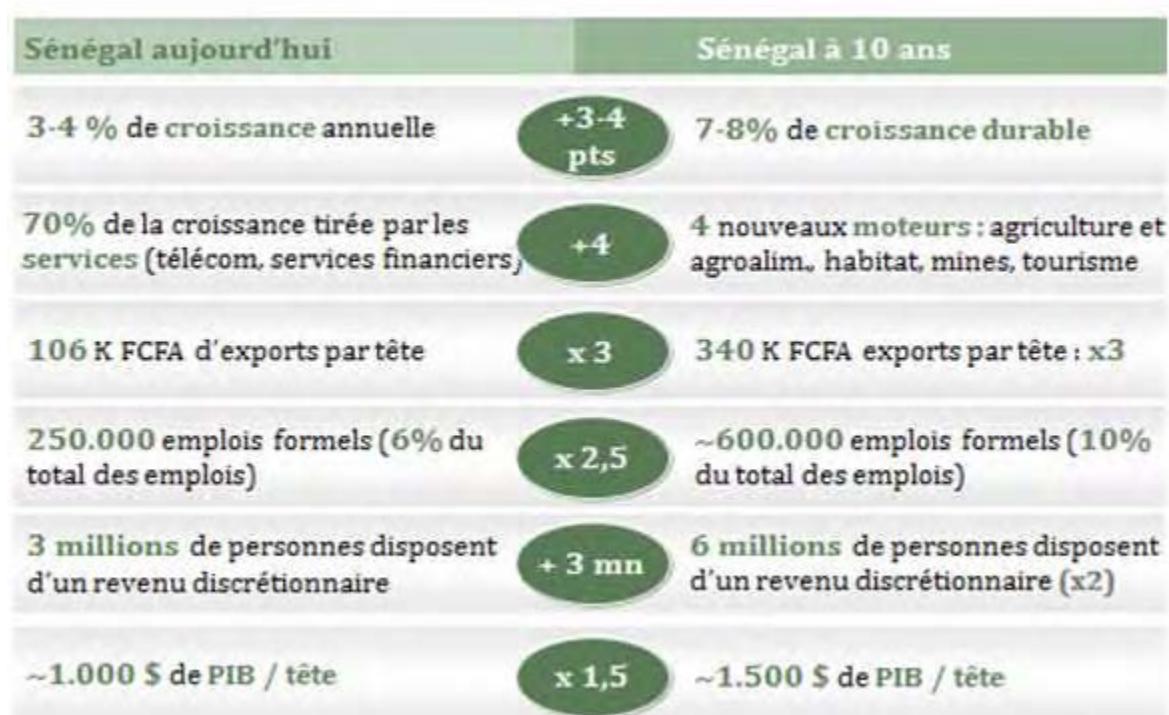 Sénégal aujourd'hui
Sénégal à 10 ans
3-4 % de croissance annuelle
+3-4
pts
7-8% de croissance durable
70% de la croissance tirée par les
services (télécom, services financiers)
+4
4 nouveaux moteurs : agriculture et
agroalim., habitat, mines, tourisme
106 K FCFA d'exports par tête
x 3
340 K FCFA exports par tête : x3
250.000 emplois formels (6% du
total des emplois)
x 2,5
~600.000 emplois formels (10%
du total des emplois)
3 millions de personnes disposent
d'un revenu discrétionnaire
+ 3 mn
6 millions de personnes disposent
d'un revenu discrétionnaire (x2)
~1.000 $ de PIB / tête
x 1,5
~1.500 $ de PIB / tête